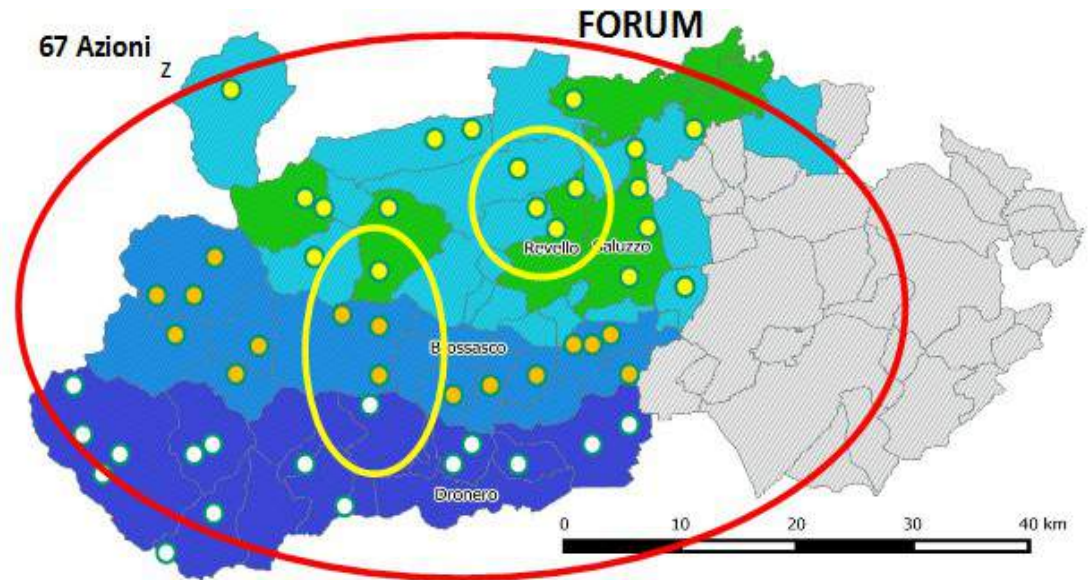 FORUM
67 Azioni
Z
Revello Saluzzo
Brossasco
Dronero
0 10 20 30 40 km